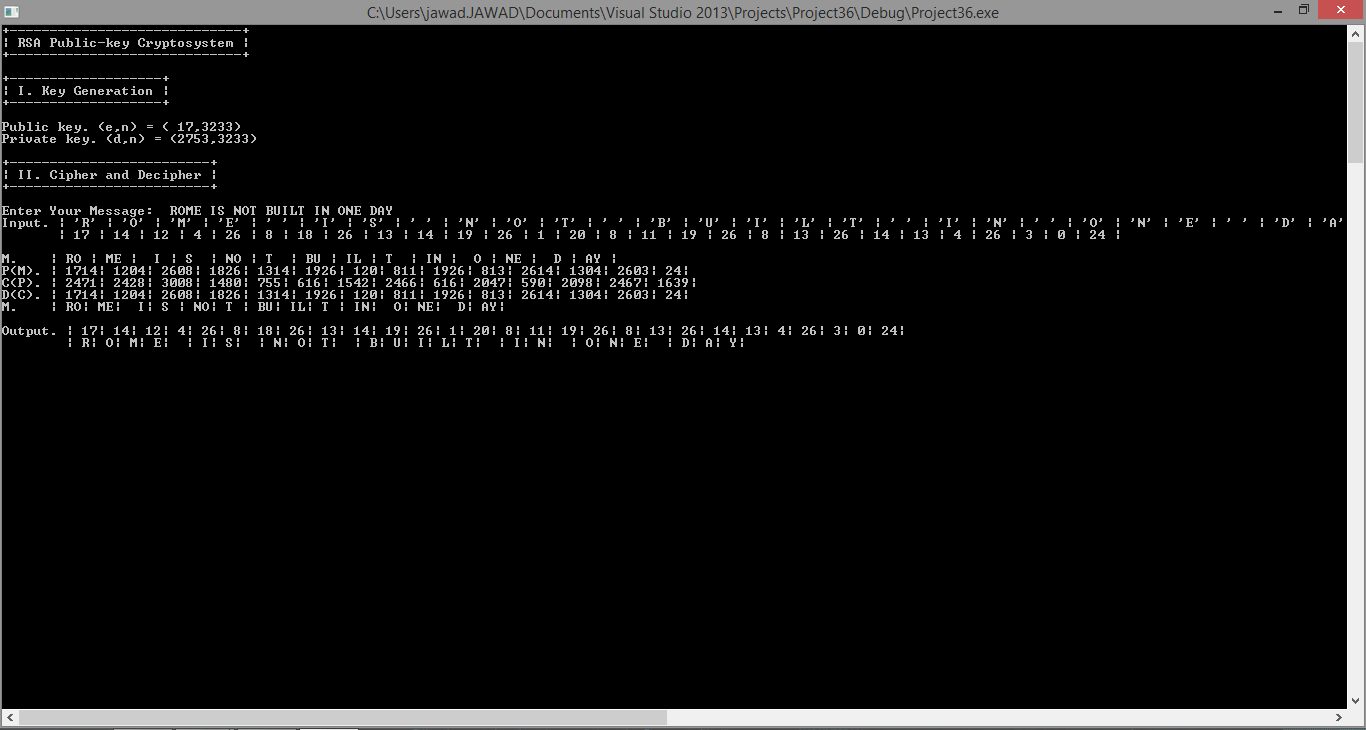 C:\Users\jawad.JAWAD\Documents\Visual Studio 2013\Projects\Project36\Debug\Project36.exe
+-----------------------------+
¦ RSA Public-key Cryptosystem ¦
+-----------------------------+
+-------------------+
¦ I. Key Generation ¦
+-------------------+
Public key. (e,n) = ( 17,3233)
Private key. (d,n) = (2753,3233)
+-------------------------+
¦ II. Cipher and Decipher ¦
+-------------------------+
Enter Your Message:  ROME IS NOT BUILT IN ONE DAY
Input. ¦ 'R' ¦ 'O' ¦ 'M' ¦ 'E' ¦ ' ' ¦ 'I' ¦ 'S' ¦ ' ' ¦ 'N' ¦ 'O' ¦ 'T' ¦ ' ' ¦ 'B' ¦ 'U' ¦ 'I' ¦ 'L' ¦ 'T' ¦ ' ' ¦ 'I' ¦ 'N' ¦ ' ' ¦ 'O' ¦ 'N' ¦ 'E' ¦ ' ' ¦ 'D' ¦ 'A'
¦ 17 ¦ 14 ¦ 12 ¦ 4 ¦ 26 ¦ 8 ¦ 18 ¦ 26 ¦ 13 ¦ 14 ¦ 19 ¦ 26 ¦ 1 ¦ 20 ¦ 8 ¦ 11 ¦ 19 ¦ 26 ¦ 8 ¦ 13 ¦ 26 ¦ 14 ¦ 13 ¦ 4 ¦ 26 ¦ 3 ¦ 0 ¦ 24 ¦
M.    ¦ RO ¦ ME ¦  I ¦ S  ¦ NO ¦ T  ¦ BU ¦ IL ¦ T  ¦ IN ¦  O ¦ NE ¦  D ¦ AY ¦
P(M). ¦ 1714¦ 1204¦ 2608¦ 1826¦ 1314¦ 1926¦ 120¦ 811¦ 1926¦ 813¦ 2614¦ 1304¦ 2603¦ 24¦
C(P). ¦ 2471¦ 2428¦ 3008¦ 1480¦ 755¦ 616¦ 1542¦ 2466¦ 616¦ 2047¦ 590¦ 2098¦ 2467¦ 1639¦
D(C). ¦ 1714¦ 1204¦ 2608¦ 1826¦ 1314¦ 1926¦ 120¦ 811¦ 1926¦ 813¦ 2614¦ 1304¦ 2603¦ 24¦
M.    ¦ RO¦ ME¦  I¦ S ¦ NO¦ T ¦ BU¦ IL¦ T ¦ IN¦  O¦ NE¦  D¦ AY¦
Output. ¦ 17¦ 14¦ 12¦ 4¦ 26¦ 8¦ 18¦ 26¦ 13¦ 14¦ 19¦ 26¦ 1¦ 20¦ 8¦ 11¦ 19¦ 26¦ 8¦ 13¦ 26¦ 14¦ 13¦ 4¦ 26¦ 3¦ 0¦ 24¦
¦ R¦ O¦ M¦ E¦  ¦ I¦ S¦  ¦ N¦ O¦ T¦  ¦ B¦ U¦ I¦ L¦ T¦  ¦ I¦ N¦  ¦ O¦ N¦ E¦  ¦ D¦ A¦ Y¦